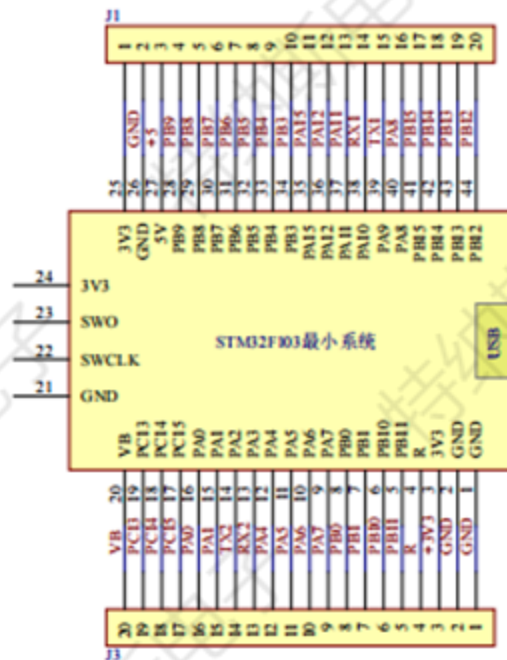 J1
1 2 3 4 5 6 7 8 9 10 11 12 13 14 15 16 17 18 19 20
GND +5 PB9 PB8 PB7 PB6 PB5 PB4 PB3 PA15 PA12 PA11 RX1 TX1 PA8 PB15 PB14 PB13 PB12
25 26 27 28 29 30 31 32 33 34 35 36 37 38 39 40 41 42 43 44
3V3 GND 5V PB9 PB8 PB7 PB6 PB5 PB4 PB3 PA15 PA12 PA11 PA10 PA9 PA8 PB15 PB14 PB13 PB12
24 3V3
23 SWO
STM32F103最小系统
USB
22 SWCLK
21 GND
VB PC13 PC14 PC15 PA0 PA1 PA2 PA3 PA4 PA5 PA6 PA7 PB0 PB1 PB10 PB11 R 3V3 GND GND
20 19 18 17 16 15 14 13 12 11 10 9 8 7 6 5 4 3 2 1
VB PC13 PC14 PC15 PA0 PA1 TX2 RX2 PA4 PA5 PA6 PA7 PB0 PB1 PB10 PB11 R +3V3 GND GND
20 19 18 17 16 15 14 13 12 11 10 9 8 7 6 5 4 3 2 1
J3